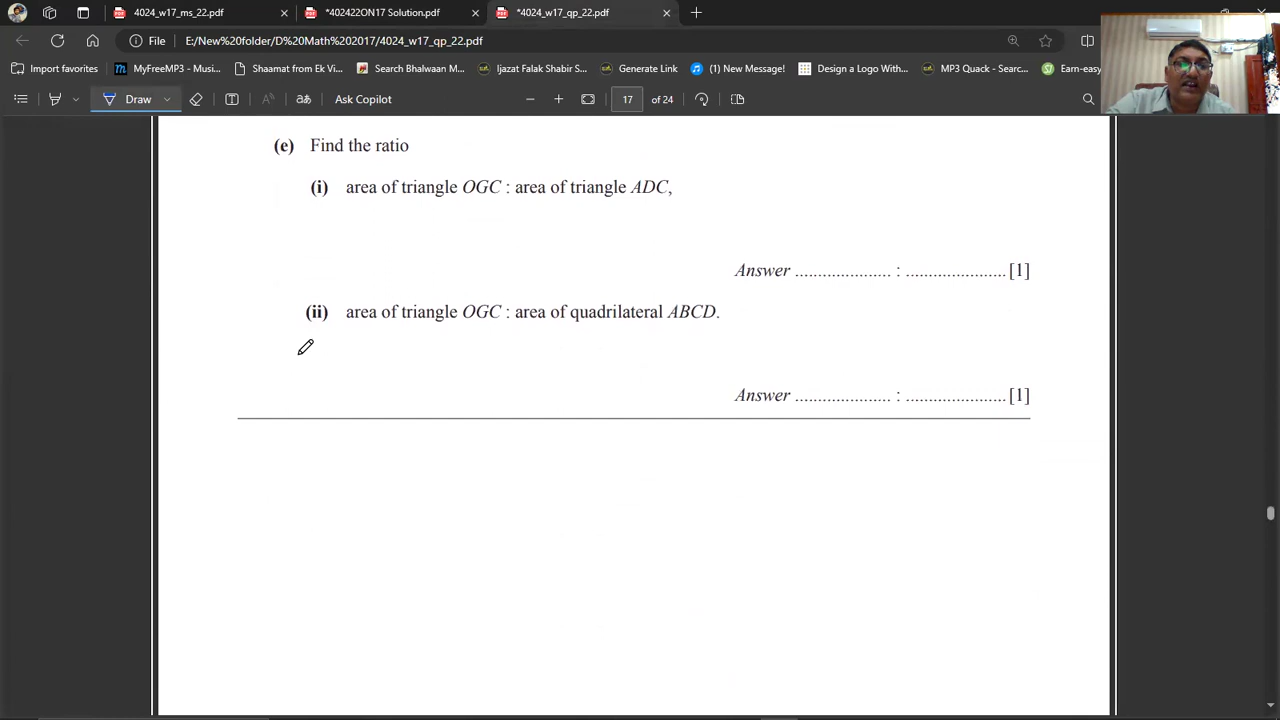 4024_w17_ms_22.pdf
*402422ON17 Solution.pdf
*4024_w17_qp_22.pdf
File
E:/New%20folder/D%20Math%202017/4024_w17_qp_22.pdf
Import favorites
MyFreeMP3 - Musi...
Shaamat from Ek Vi...
Search Bhalwaan M...
Ijazat Falak Shabir S...
Generate Link
(1) New Message!
Design a Logo With...
MP3 Quack - Searc...
Earn-easy
Draw
Ask Copilot
17 of 24
(e) Find the ratio
(i) area of triangle OGC : area of triangle ADC,
Answer ..................... : ...................... [1]
(ii) area of triangle OGC : area of quadrilateral ABCD.
Answer ..................... : ...................... [1]